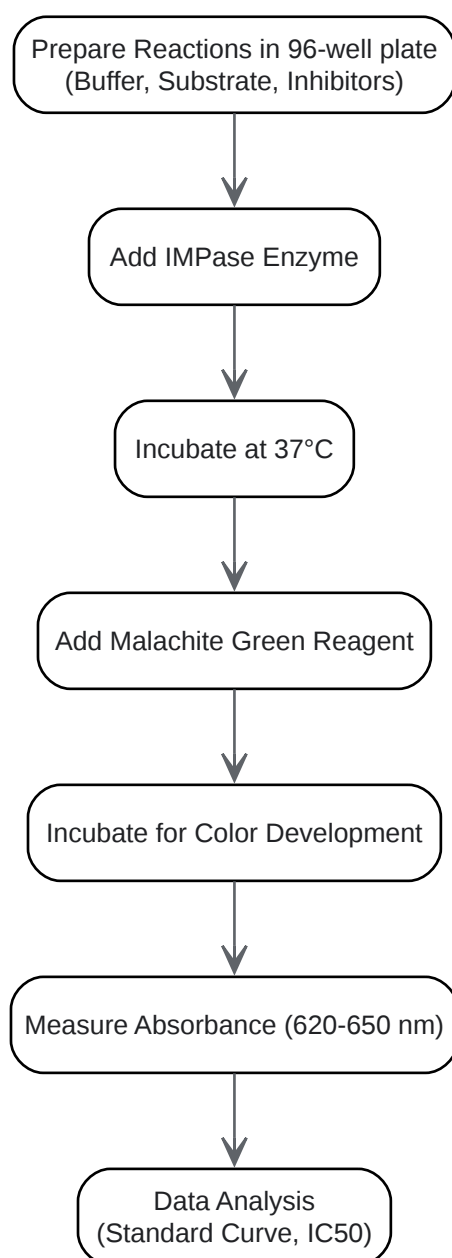 Prepare Reactions in 96-well plate
(Buffer, Substrate, Inhibitors)
Add IMPase Enzyme
Incubate at 37°C
Add Malachite Green Reagent
Incubate for Color Development
Measure Absorbance (620-650 nm)
Data Analysis
(Standard Curve, IC50)